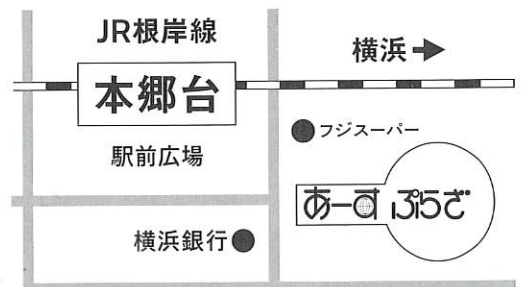 JR根岸線
横浜
本郷台
フジスーパー
駅前広場
あーす ぷらざ
横浜銀行